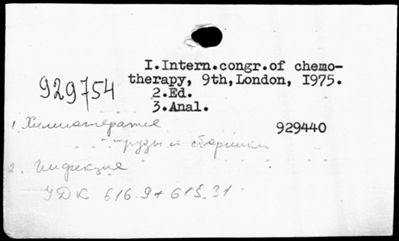 I.Intern.congr.of chemo-
therapy, 9th,London, I975.
2.Ed.
3.Anal.
929754
929440
1. Химиотерапия
- труды и сборники
2. Инфекция
УДК 616.9+615.31